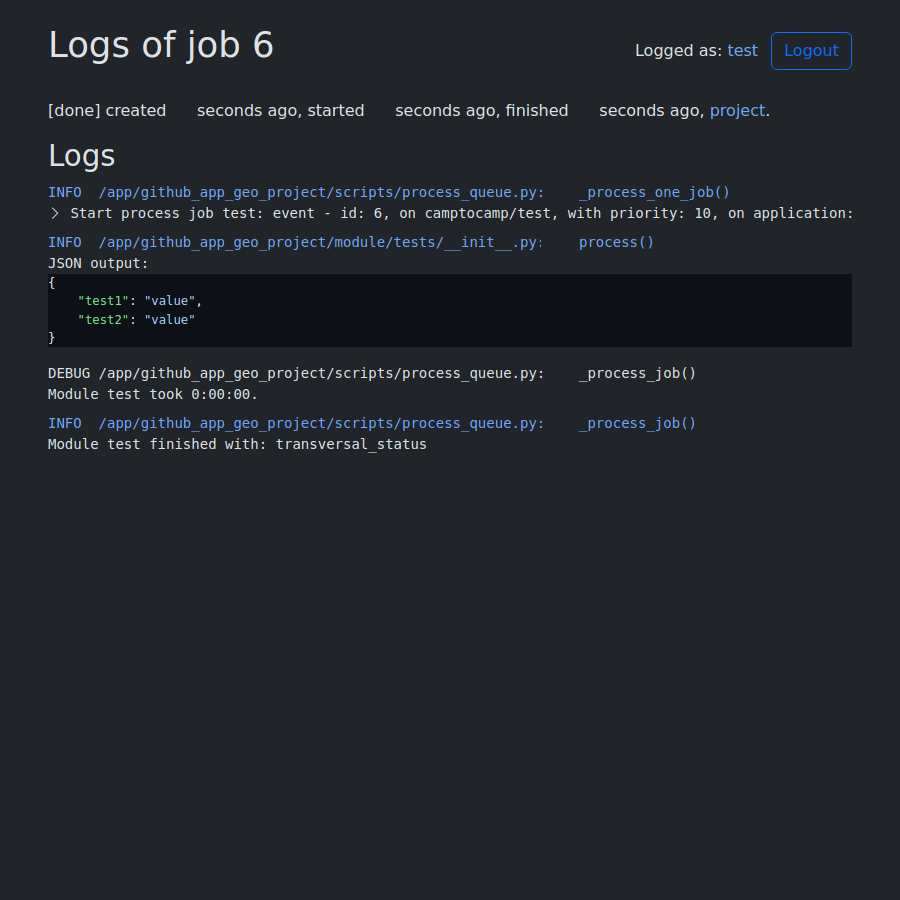 Logs of job 6
Logged as: test Logout
[done] created seconds ago, started seconds ago, finished seconds ago, project.
Logs
INFO /app/github_app_geo_project/scripts/process_queue.py: _process_one_job()
> Start process job test: event - id: 6, on camptocamp/test, with priority: 10, on application:
INFO /app/github_app_geo_project/module/tests/__init__.py: process()
JSON output:
{
    "test1": "value",
    "test2": "value"
}
DEBUG /app/github_app_geo_project/scripts/process_queue.py: _process_job()
Module test took 0:00:00.
INFO /app/github_app_geo_project/scripts/process_queue.py: _process_job()
Module test finished with: transversal_status